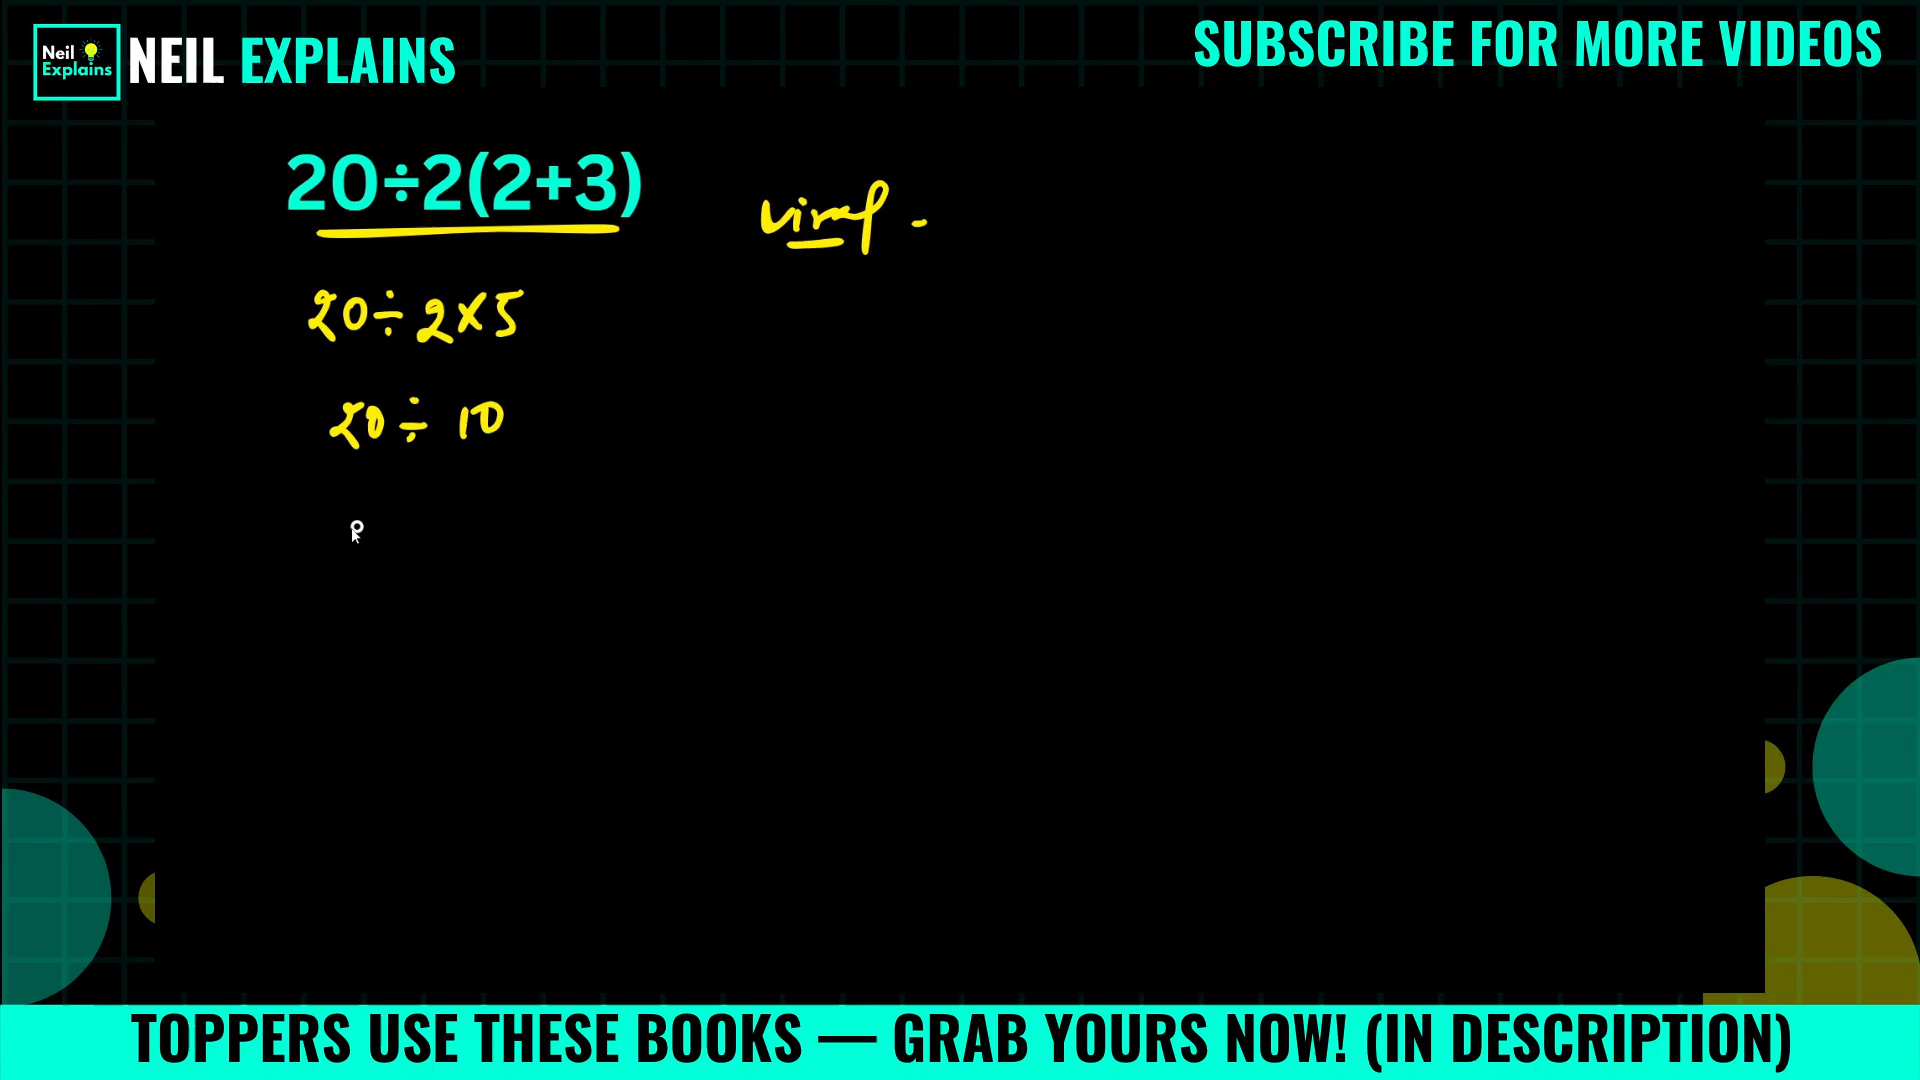 Neil
Explains
NEIL EXPLAINS
SUBSCRIBE FOR MORE VIDEOS
20÷2(2+3)
viral -
20÷2×5
20÷10
TOPPERS USE THESE BOOKS — GRAB YOURS NOW! (IN DESCRIPTION)